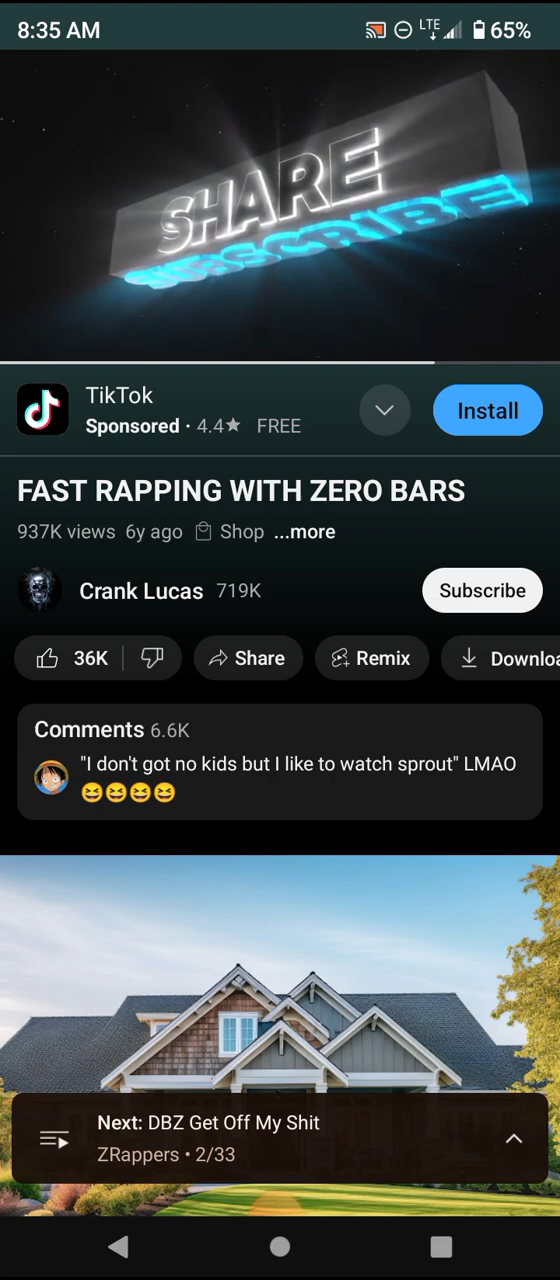 8:35 AM
LTE
65%
SHARE
SUBSCRIBE
TikTok
Sponsored · 4.4★ FREE
Install
FAST RAPPING WITH ZERO BARS
937K views 6y ago Shop ...more
Crank Lucas 719K
Subscribe
36K
Share
Remix
Downloa
Comments 6.6K
"I don't got no kids but I like to watch sprout" LMAO
😆😆😆😆
Next: DBZ Get Off My Shit
ZRappers • 2/33